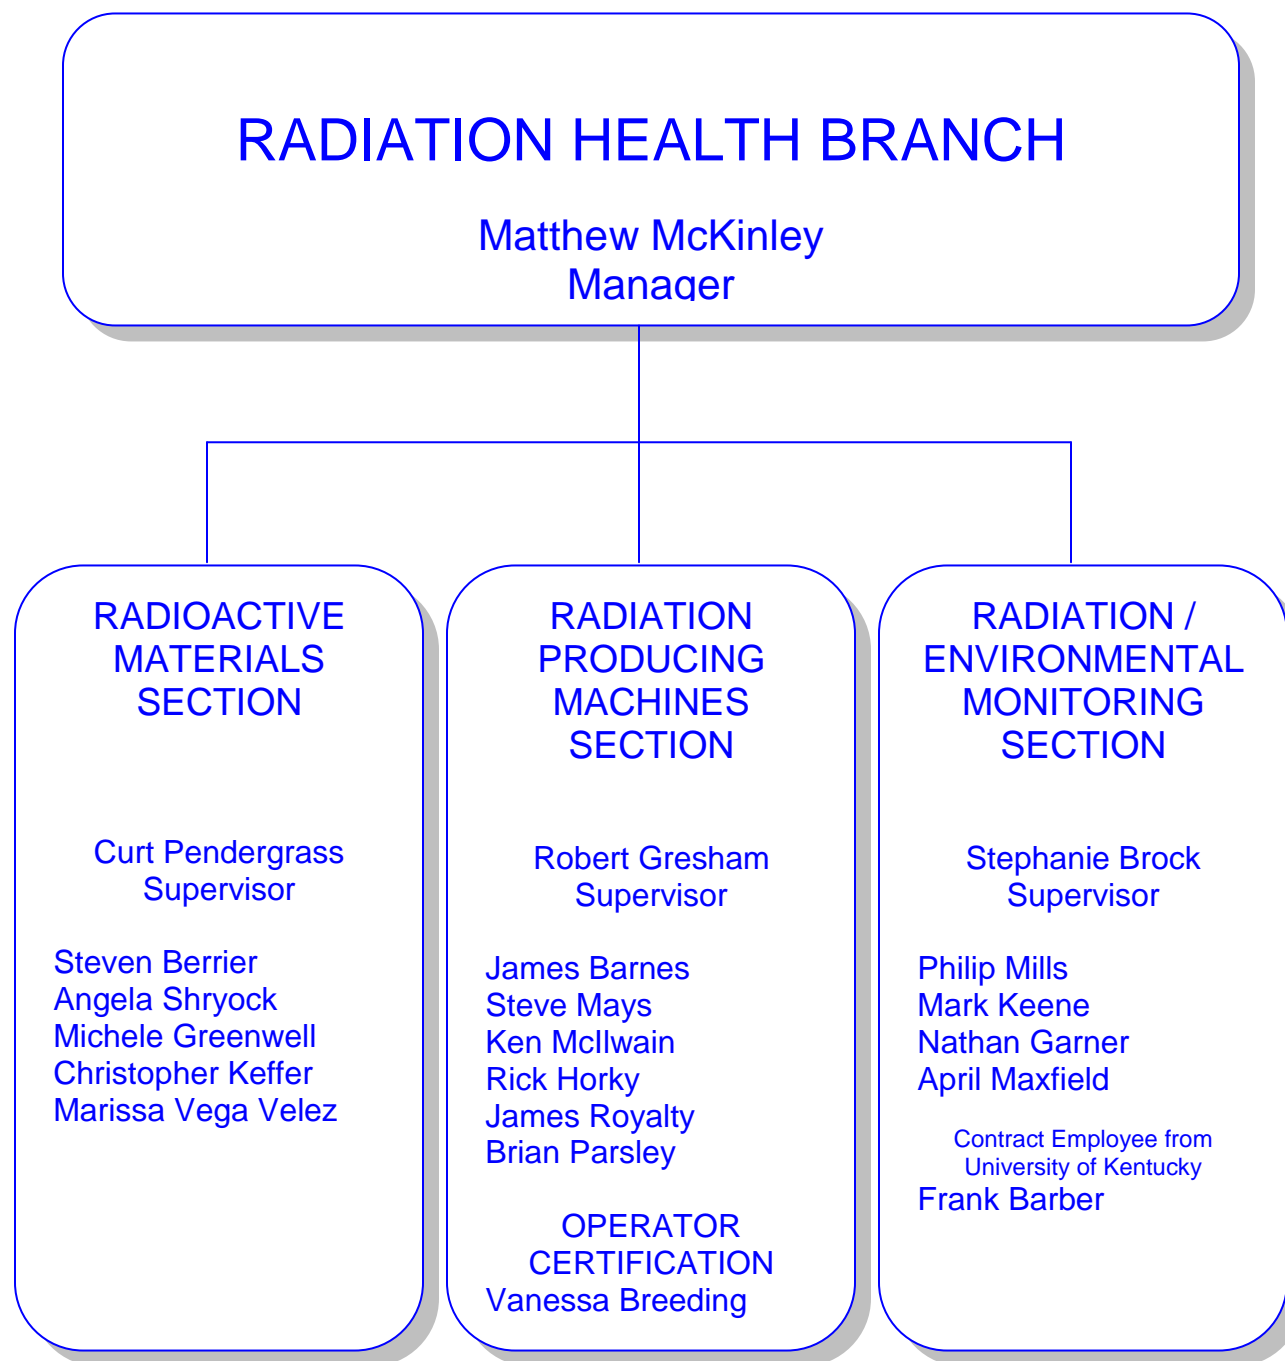 RADIATION HEALTH BRANCH
Matthew McKinley
Manager
RADIOACTIVE
MATERIALS
SECTION
Curt Pendergrass
Supervisor
Steven Berrier
Angela Shryock
Michele Greenwell
Christopher Keffer
Marissa Vega Velez
RADIATION
PRODUCING
MACHINES
SECTION
Robert Gresham
Supervisor
James Barnes
Steve Mays
Ken McIlwain
Rick Horky
James Royalty
Brian Parsley
OPERATOR
CERTIFICATION
Vanessa Breeding
RADIATION /
ENVIRONMENTAL
MONITORING
SECTION
Stephanie Brock
Supervisor
Philip Mills
Mark Keene
Nathan Garner
April Maxfield
Contract Employee from
University of Kentucky
Frank Barber